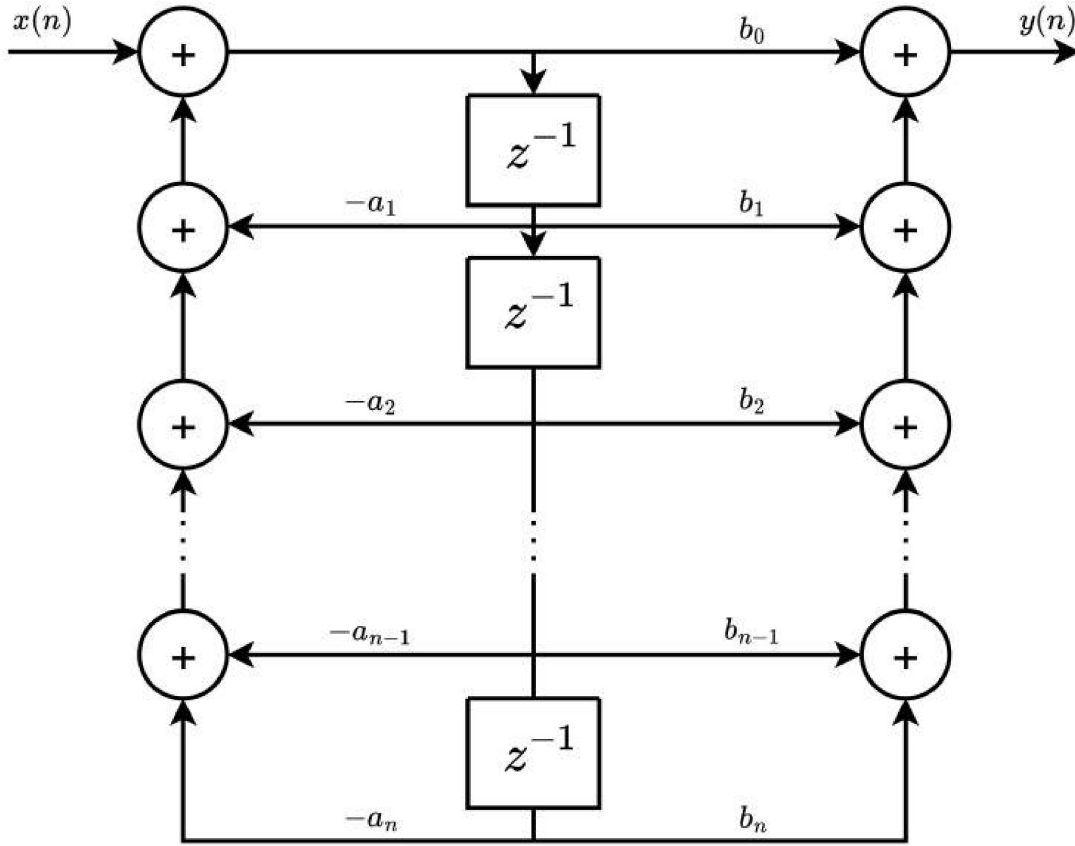 x(n) b₀ y(n)
+ +
z⁻¹
-a₁ b₁
+ +
z⁻¹
-a₂ b₂
+ +
-aₙ₋₁ bₙ₋₁
+ +
z⁻¹
-aₙ bₙ